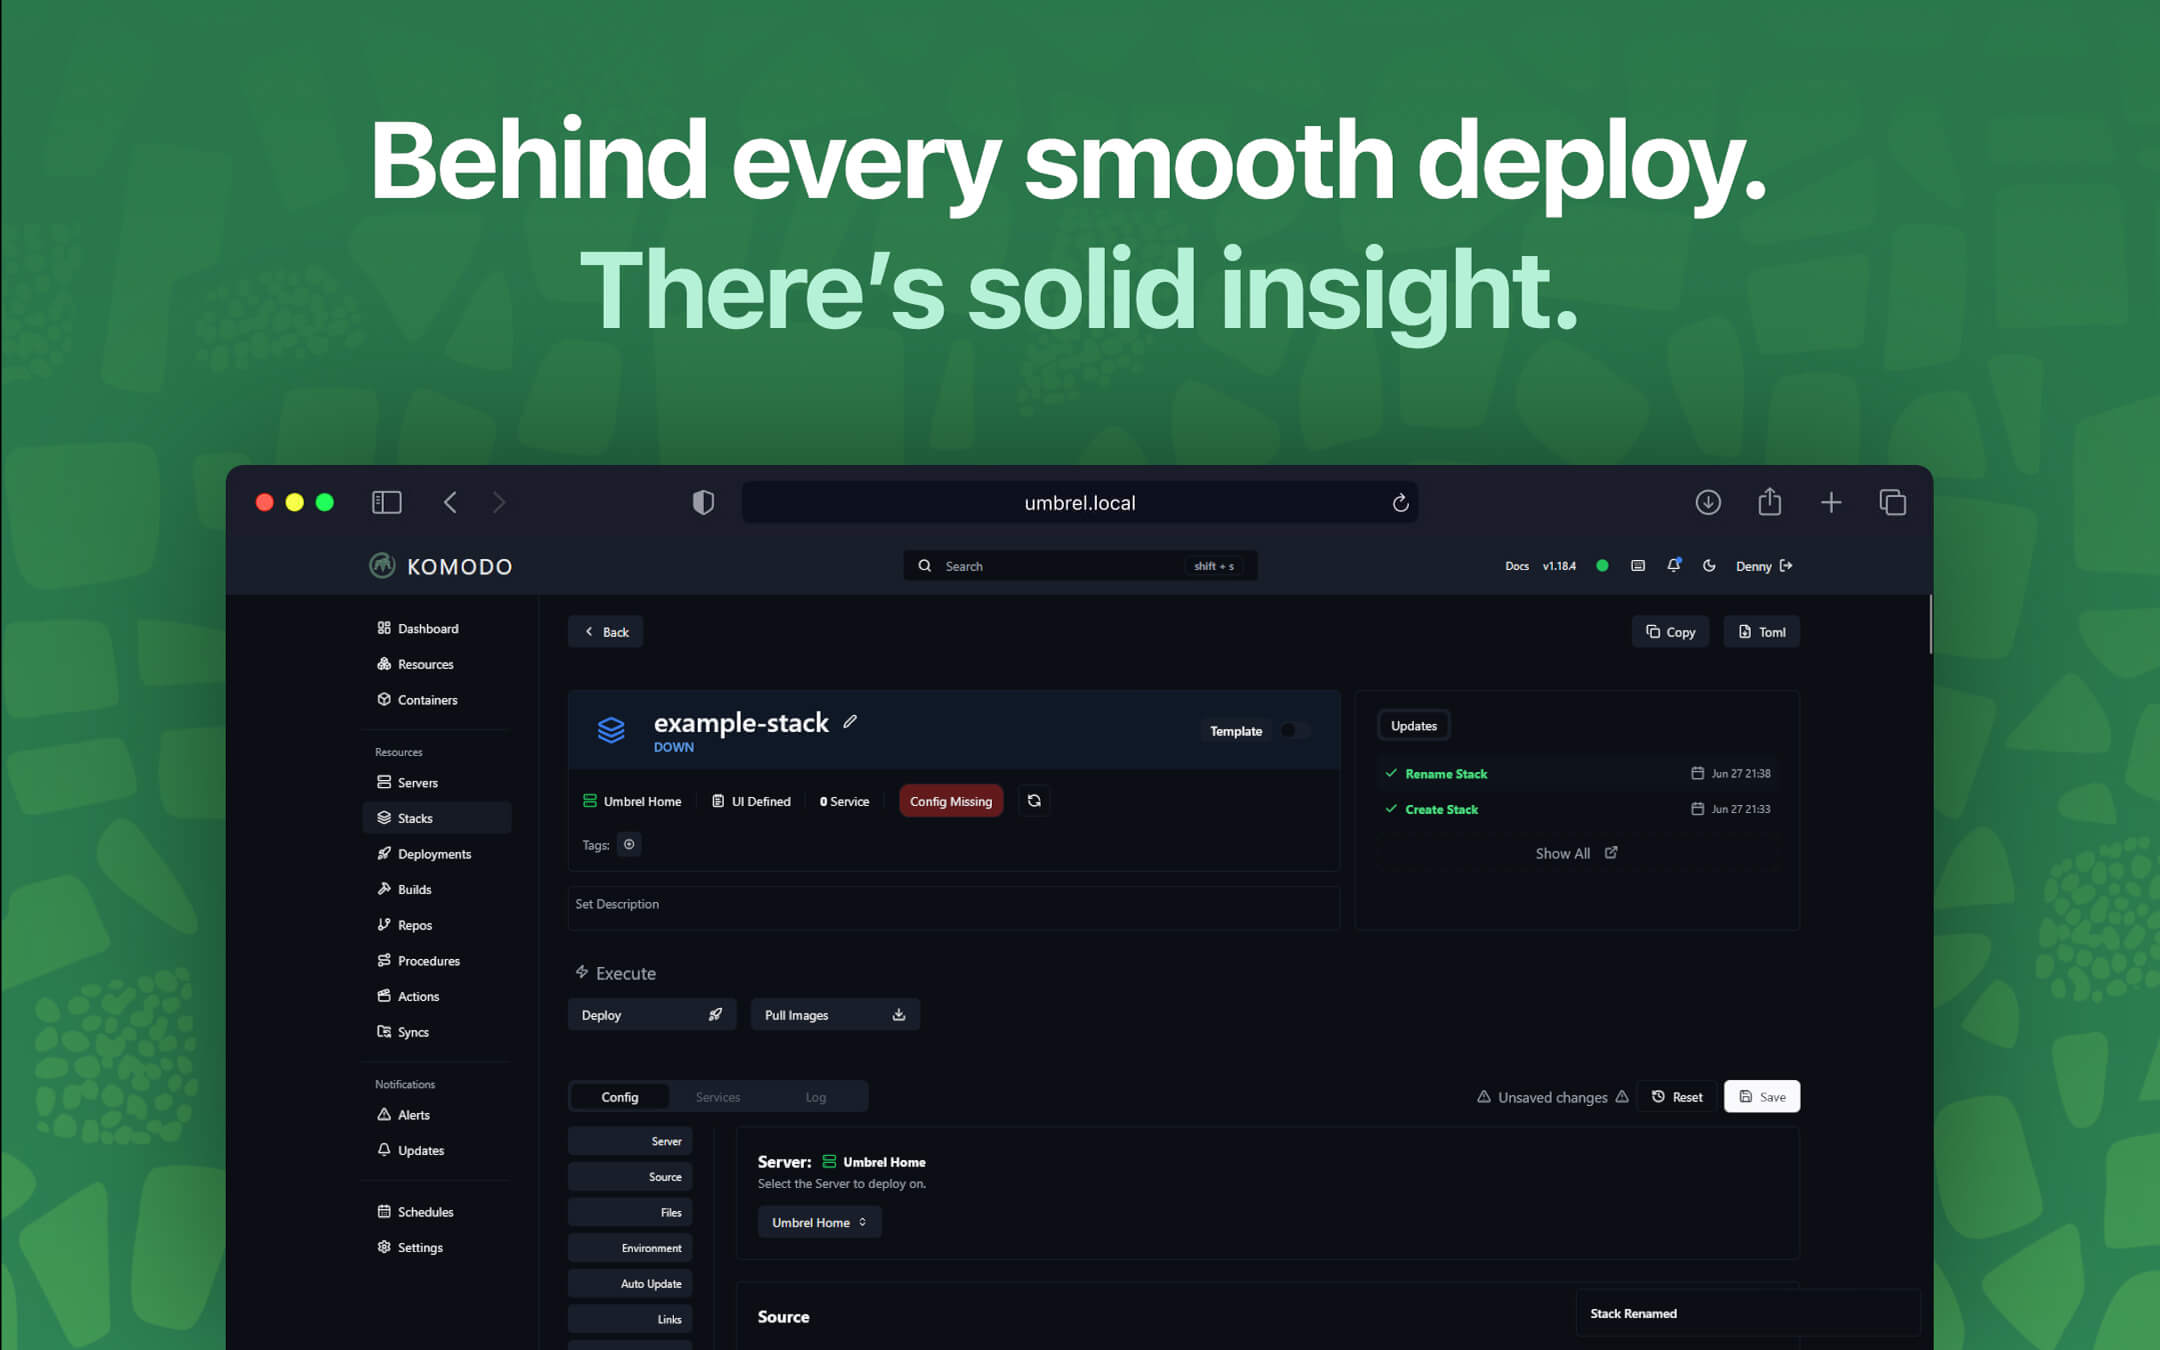 Behind every smooth deploy.
There’s solid insight.
umbrel.local
KOMODO
Search
shift + s
Docs
v1.18.4
Denny
Dashboard
Resources
Containers
Resources
Servers
Stacks
Deployments
Builds
Repos
Procedures
Actions
Syncs
Notifications
Alerts
Updates
Schedules
Settings
Back
Copy
Toml
example-stack
DOWN
Template
Umbrel Home
UI Defined
0 Service
Config Missing
Tags:
Set Description
Updates
Rename Stack
Jun 27 21:38
Create Stack
Jun 27 21:33
Show All
Execute
Deploy
Pull Images
Config
Services
Log
Unsaved changes
Reset
Save
Server
Source
Files
Environment
Auto Update
Links
Server: Umbrel Home
Select the Server to deploy on.
Umbrel Home
Source
Stack Renamed